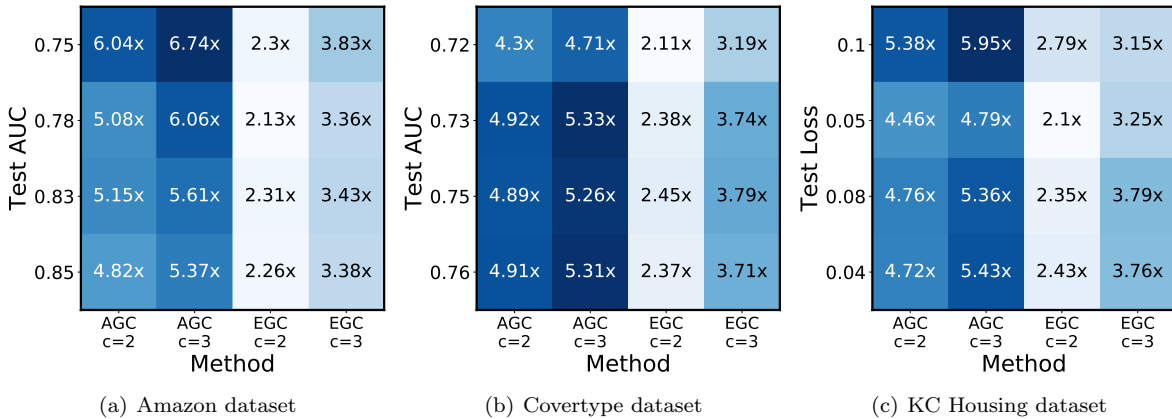 Test AUC
0.75 6.04x 6.74x 2.3x 3.83x
0.78 5.08x 6.06x 2.13x 3.36x
0.83 5.15x 5.61x 2.31x 3.43x
0.85 4.82x 5.37x 2.26x 3.38x
AGC AGC EGC EGC
c=2 c=3 c=2 c=3
Method
(a) Amazon dataset
Test AUC
0.72 4.3x 4.71x 2.11x 3.19x
0.73 4.92x 5.33x 2.38x 3.74x
0.75 4.89x 5.26x 2.45x 3.79x
0.76 4.91x 5.31x 2.37x 3.71x
AGC AGC EGC EGC
c=2 c=3 c=2 c=3
Method
(b) Covertype dataset
Test Loss
0.1 5.38x 5.95x 2.79x 3.15x
0.05 4.46x 4.79x 2.1x 3.25x
0.08 4.76x 5.36x 2.35x 3.79x
0.04 4.72x 5.43x 2.43x 3.76x
AGC AGC EGC EGC
c=2 c=3 c=2 c=3
Method
(c) KC Housing dataset